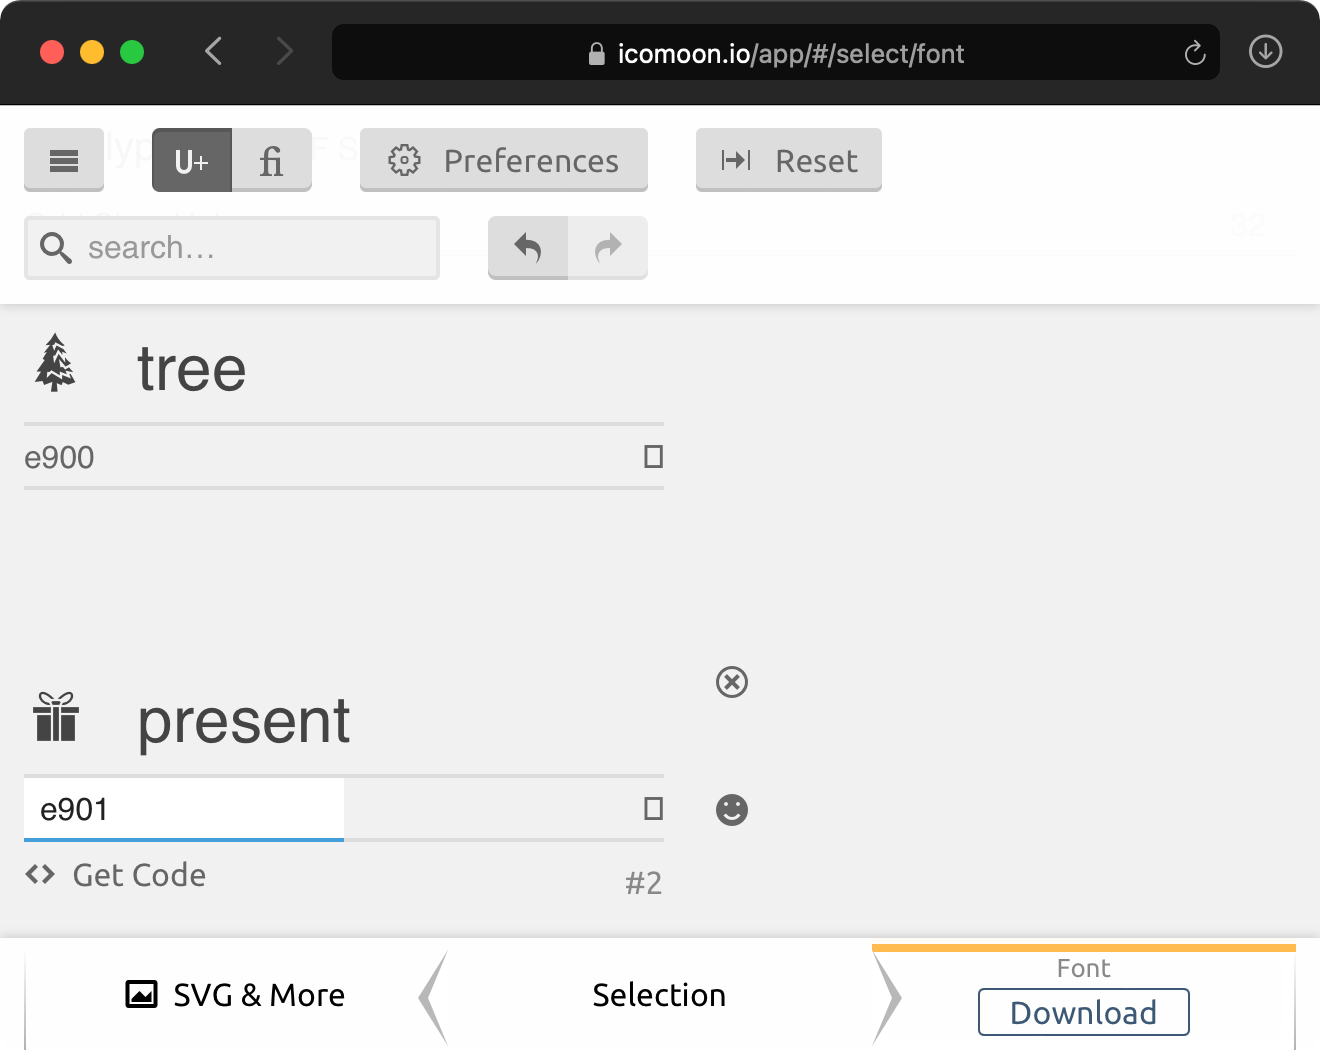 icomoon.io/app/#/select/font
U+ fi Preferences Reset
search...
32
tree
e900
present
e901
Get Code #2
SVG & More Selection Font
Download